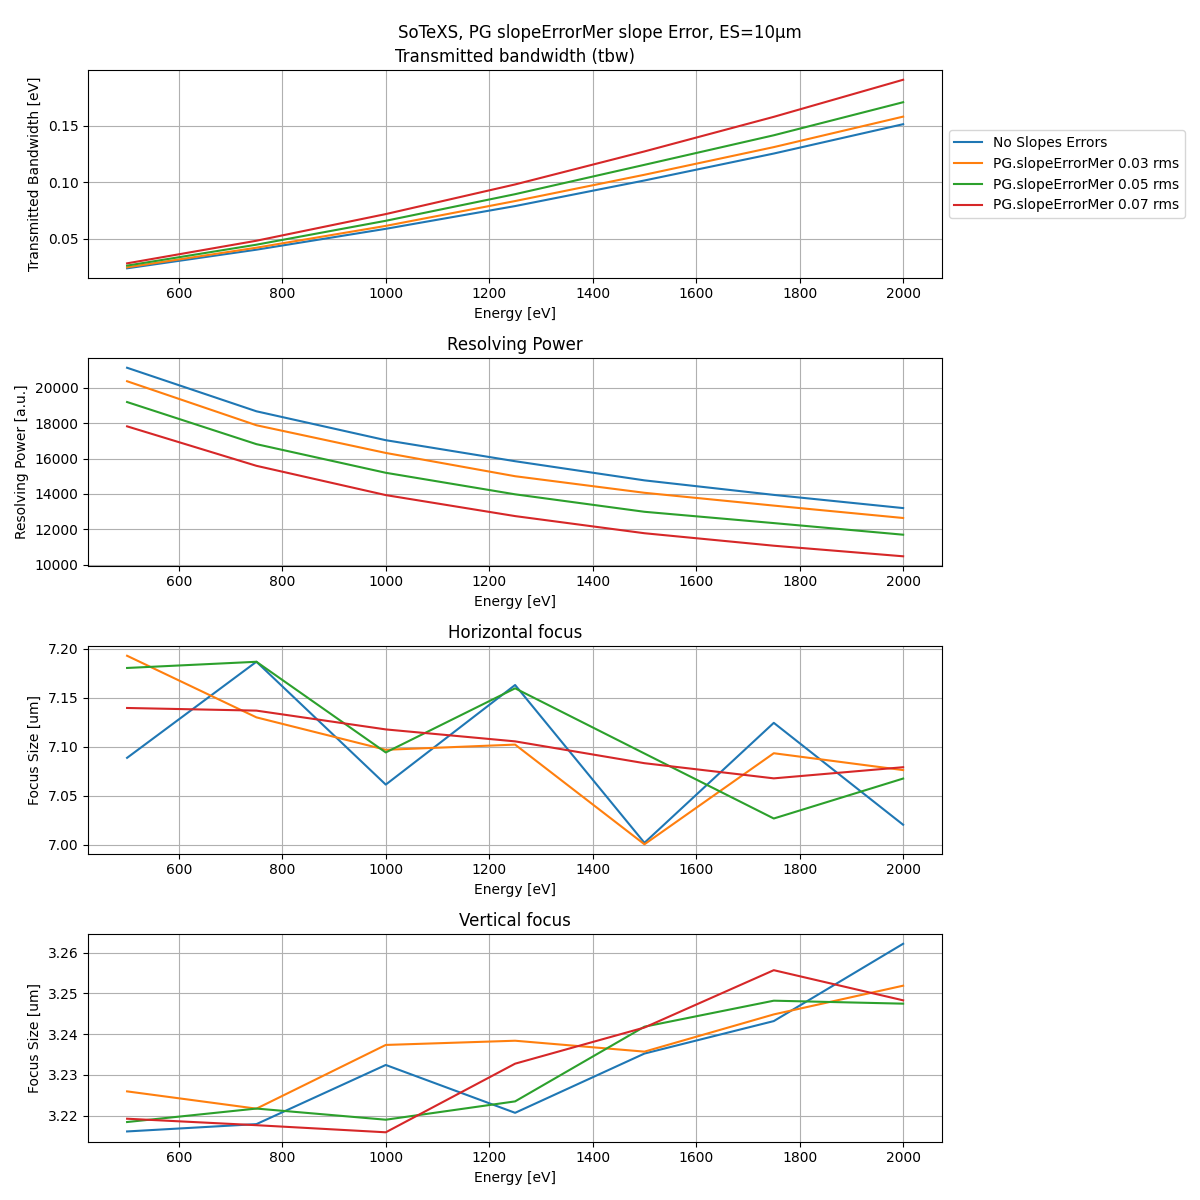 SoTeXS, PG slopeErrorMer slope Error, ES=10μm
Transmitted bandwidth (tbw)
Transmitted Bandwidth [eV]
0.15
0.10
0.05
600 800 1000 1200 1400 1600 1800 2000
Energy [eV]
No Slopes Errors
PG.slopeErrorMer 0.03 rms
PG.slopeErrorMer 0.05 rms
PG.slopeErrorMer 0.07 rms
Resolving Power
Resolving Power [a.u.]
20000
18000
16000
14000
12000
10000
600 800 1000 1200 1400 1600 1800 2000
Energy [eV]
Horizontal focus
Focus Size [um]
7.20
7.15
7.10
7.05
7.00
600 800 1000 1200 1400 1600 1800 2000
Energy [eV]
Vertical focus
Focus Size [um]
3.26
3.25
3.24
3.23
3.22
600 800 1000 1200 1400 1600 1800 2000
Energy [eV]